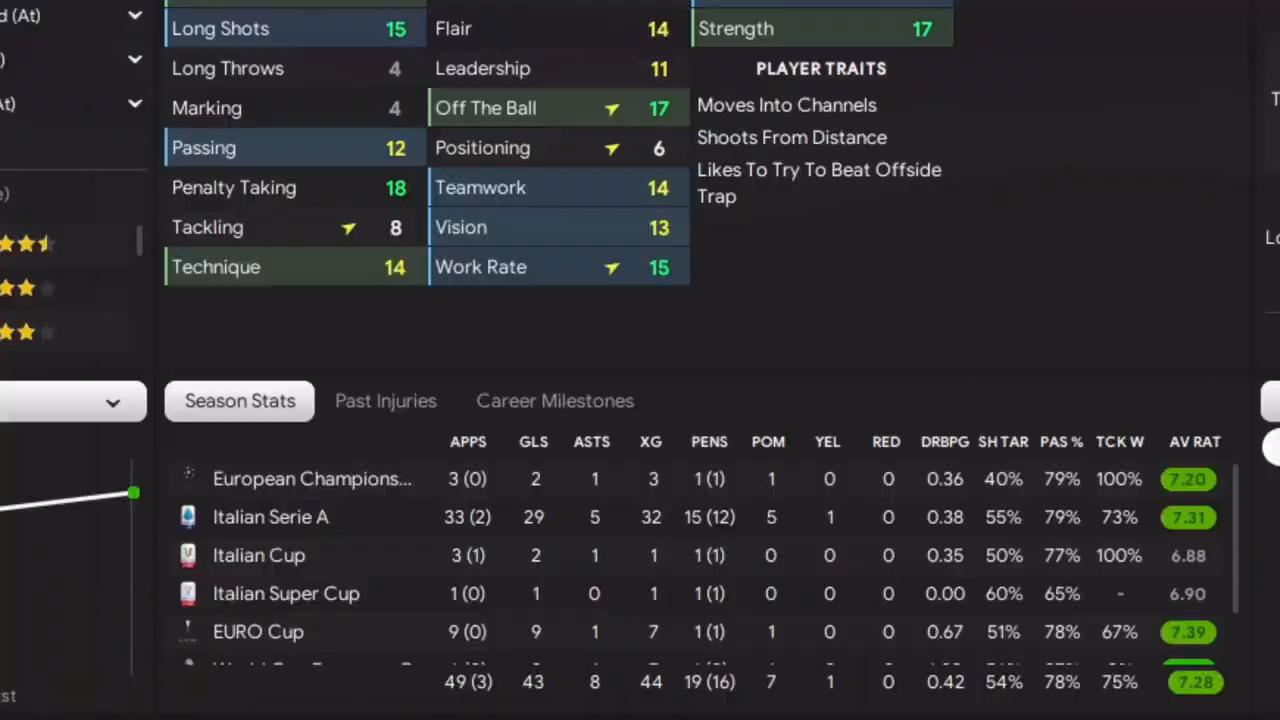 d (At)
)
At)
e)
Long Shots 15 Flair 14 Strength 17
Long Throws 4 Leadership 11 PLAYER TRAITS
Marking 4 Off The Ball 17 Moves Into Channels
Passing 12 Positioning 6 Shoots From Distance
Penalty Taking 18 Teamwork 14 Likes To Try To Beat Offside
Trap
Tackling 8 Vision 13
Technique 14 Work Rate 15
Season Stats Past Injuries Career Milestones
APPS GLS ASTS XG PENS POM YEL RED DRBPG SH TAR PAS % TCK W AV RAT
European Champions... 3 (0) 2 1 3 1 (1) 1 0 0 0.36 40% 79% 100% 7.20
Italian Serie A 33 (2) 29 5 32 15 (12) 5 1 0 0.38 55% 79% 73% 7.31
Italian Cup 3 (1) 2 1 1 1 (1) 0 0 0 0.35 50% 77% 100% 6.88
Italian Super Cup 1 (0) 1 0 1 1 (1) 0 0 0 0.00 60% 65% - 6.90
EURO Cup 9 (0) 9 1 7 1 (1) 1 0 0 0.67 51% 78% 67% 7.39
49 (3) 43 8 44 19 (16) 7 1 0 0.42 54% 78% 75% 7.28